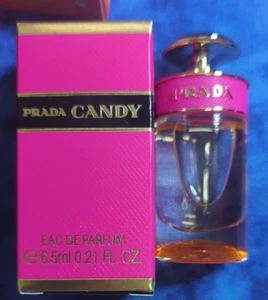 PRADA CANDY
EAU DE PARFUM
℮ 6.5ml 0.21 FL. OZ.
PRADA